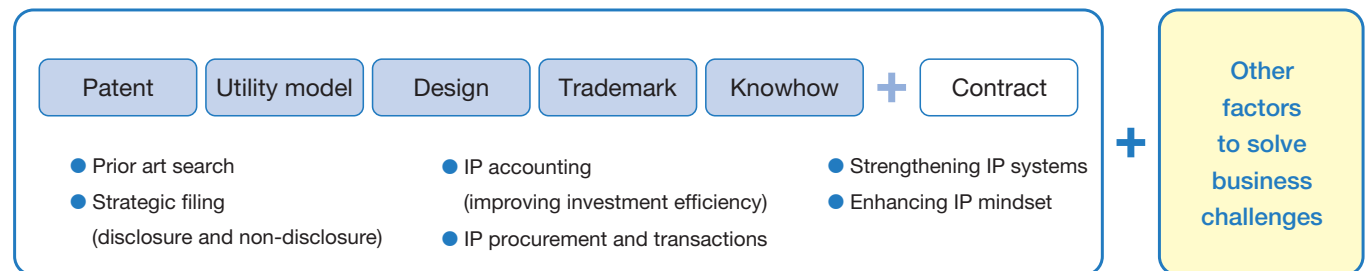 Patent
Utility model
Design
Trademark
Knowhow
+
Contract
● Prior art search
● Strategic filing
(disclosure and non-disclosure)
● IP accounting
(improving investment efficiency)
● IP procurement and transactions
● Strengthening IP systems
● Enhancing IP mindset
+
Other
factors
to solve
business
challenges